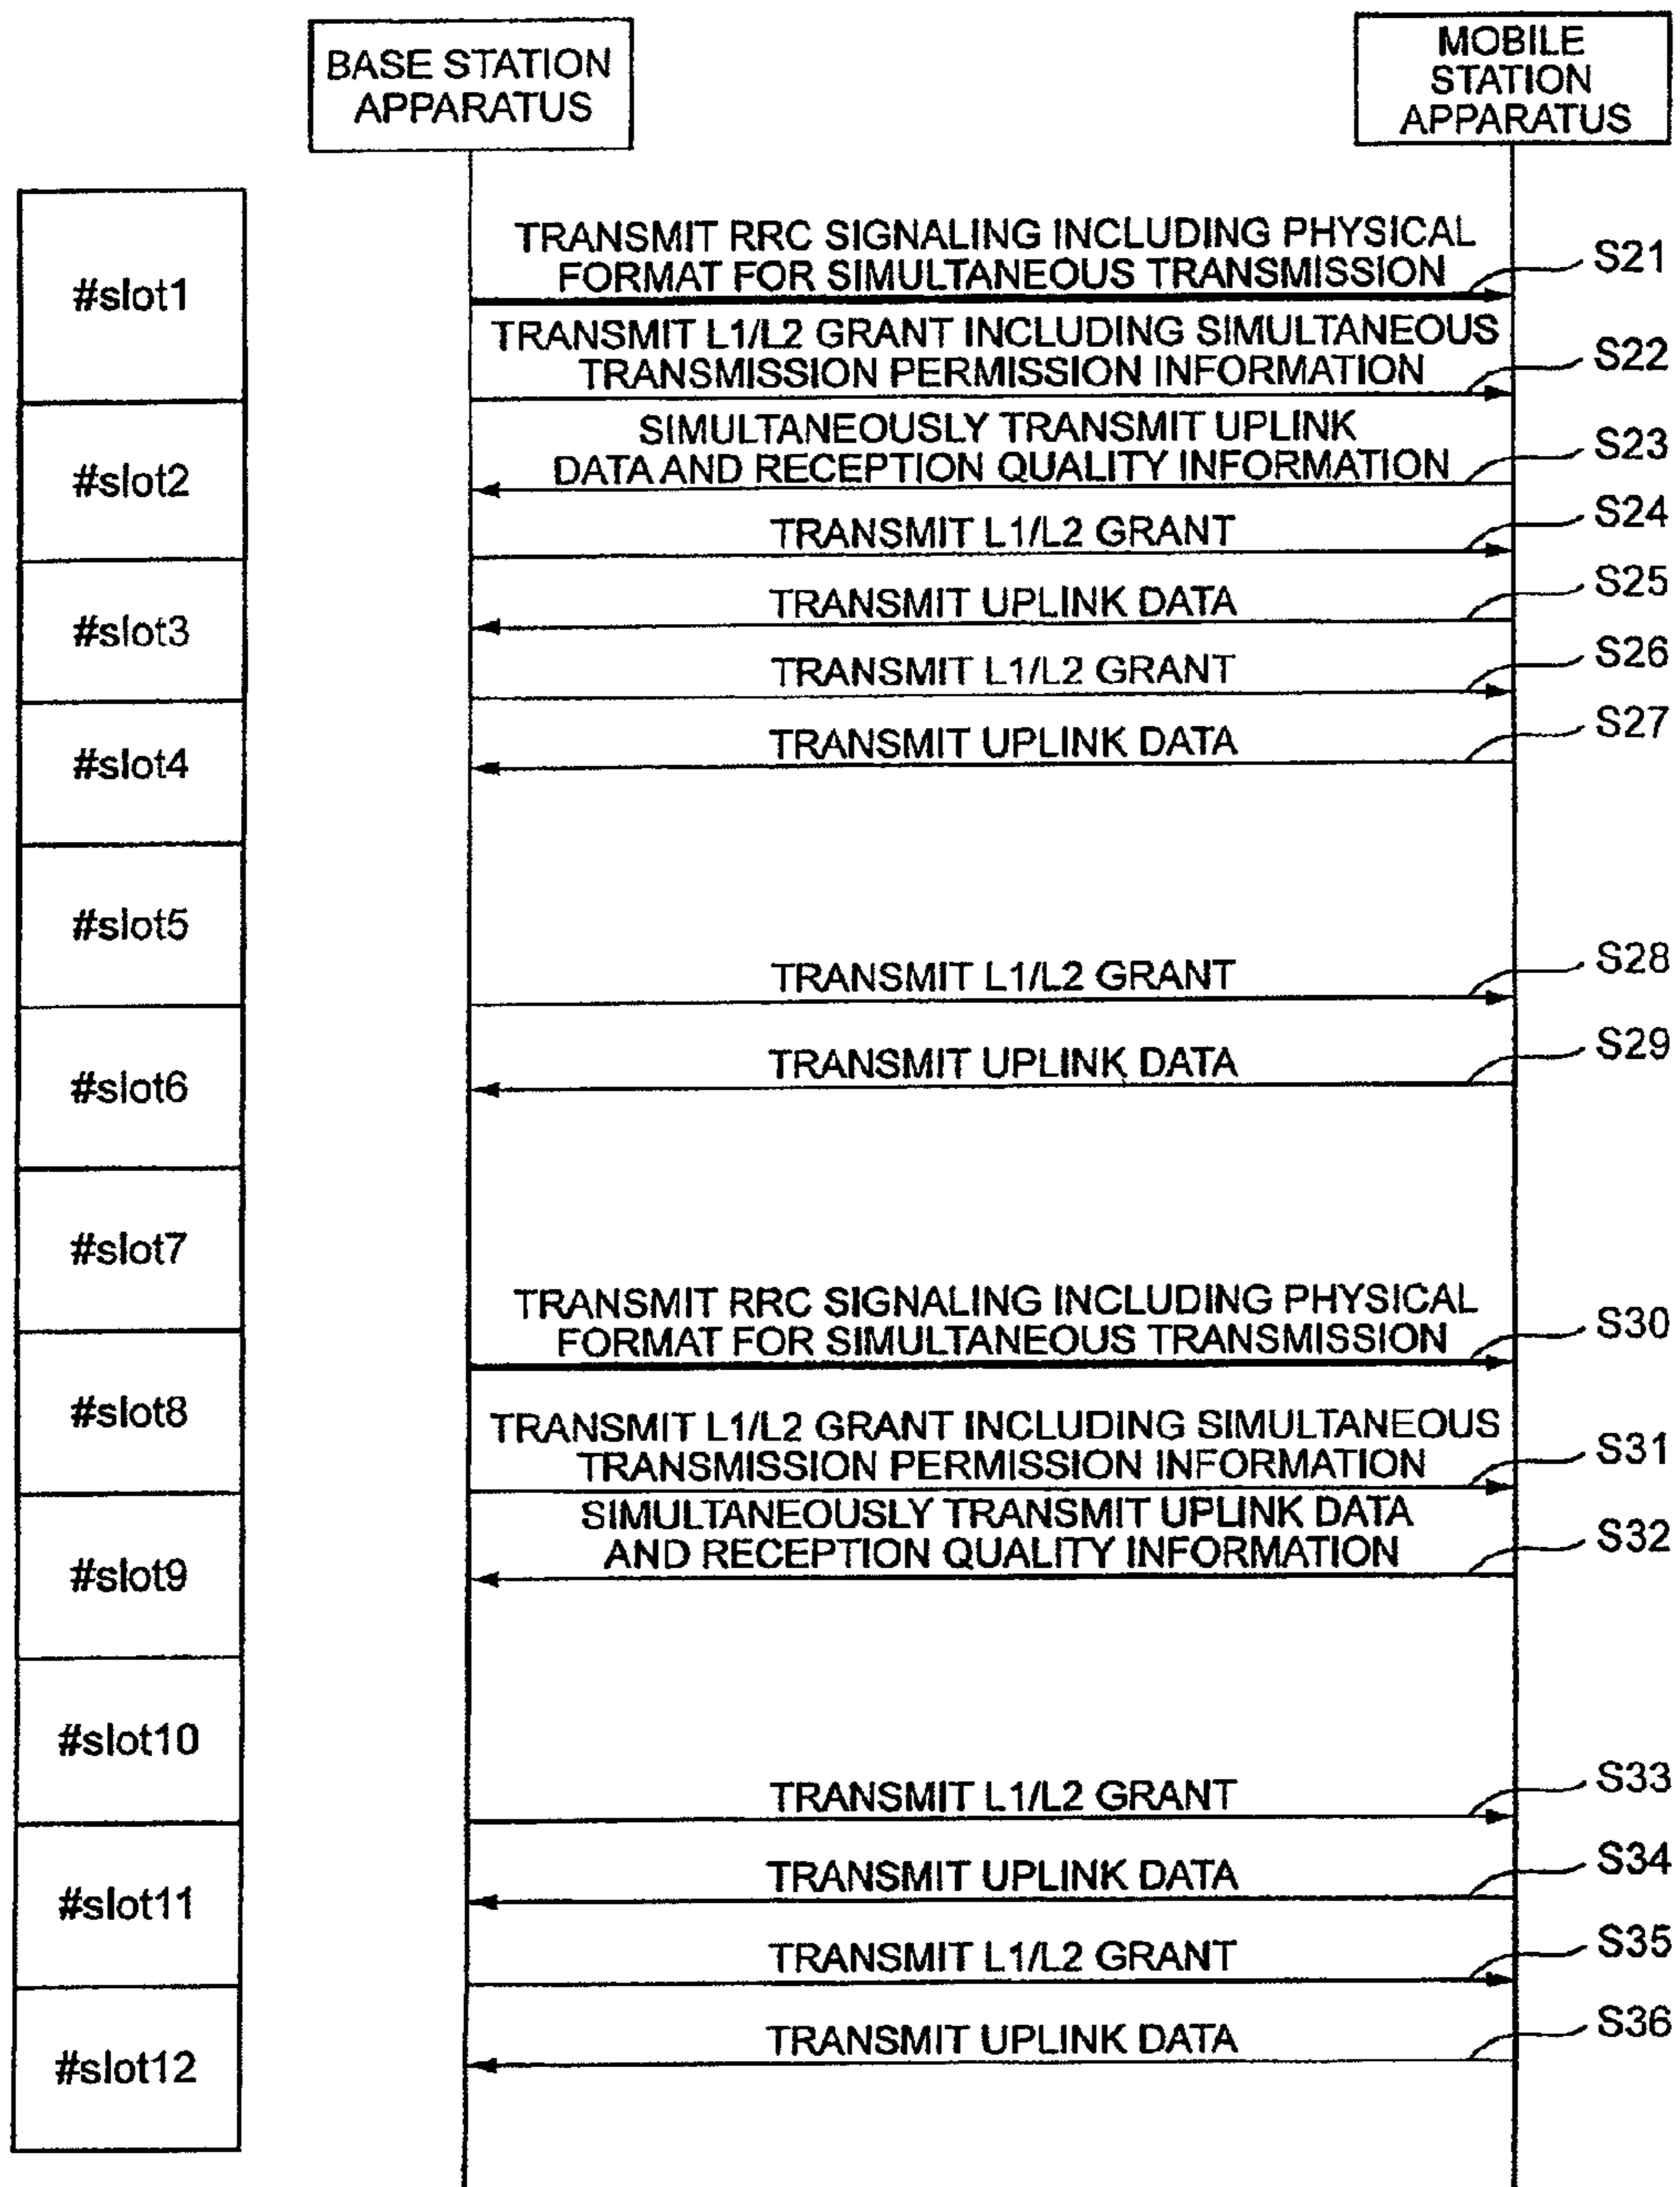 BASE STATION
APPARATUS
MOBILE
STATION
APPARATUS
#slot1
TRANSMIT RRC SIGNALING INCLUDING PHYSICAL
FORMAT FOR SIMULTANEOUS TRANSMISSION
S21
TRANSMIT L1/L2 GRANT INCLUDING SIMULTANEOUS
TRANSMISSION PERMISSION INFORMATION
S22
#slot2
SIMULTANEOUSLY TRANSMIT UPLINK
DATA AND RECEPTION QUALITY INFORMATION
S23
TRANSMIT L1/L2 GRANT
S24
#slot3
TRANSMIT UPLINK DATA
S25
TRANSMIT L1/L2 GRANT
S26
#slot4
TRANSMIT UPLINK DATA
S27
#slot5
TRANSMIT L1/L2 GRANT
S28
#slot6
TRANSMIT UPLINK DATA
S29
#slot7
TRANSMIT RRC SIGNALING INCLUDING PHYSICAL
FORMAT FOR SIMULTANEOUS TRANSMISSION
S30
#slot8
TRANSMIT L1/L2 GRANT INCLUDING SIMULTANEOUS
TRANSMISSION PERMISSION INFORMATION
S31
#slot9
SIMULTANEOUSLY TRANSMIT UPLINK DATA
AND RECEPTION QUALITY INFORMATION
S32
#slot10
TRANSMIT L1/L2 GRANT
S33
#slot11
TRANSMIT UPLINK DATA
S34
TRANSMIT L1/L2 GRANT
S35
#slot12
TRANSMIT UPLINK DATA
S36